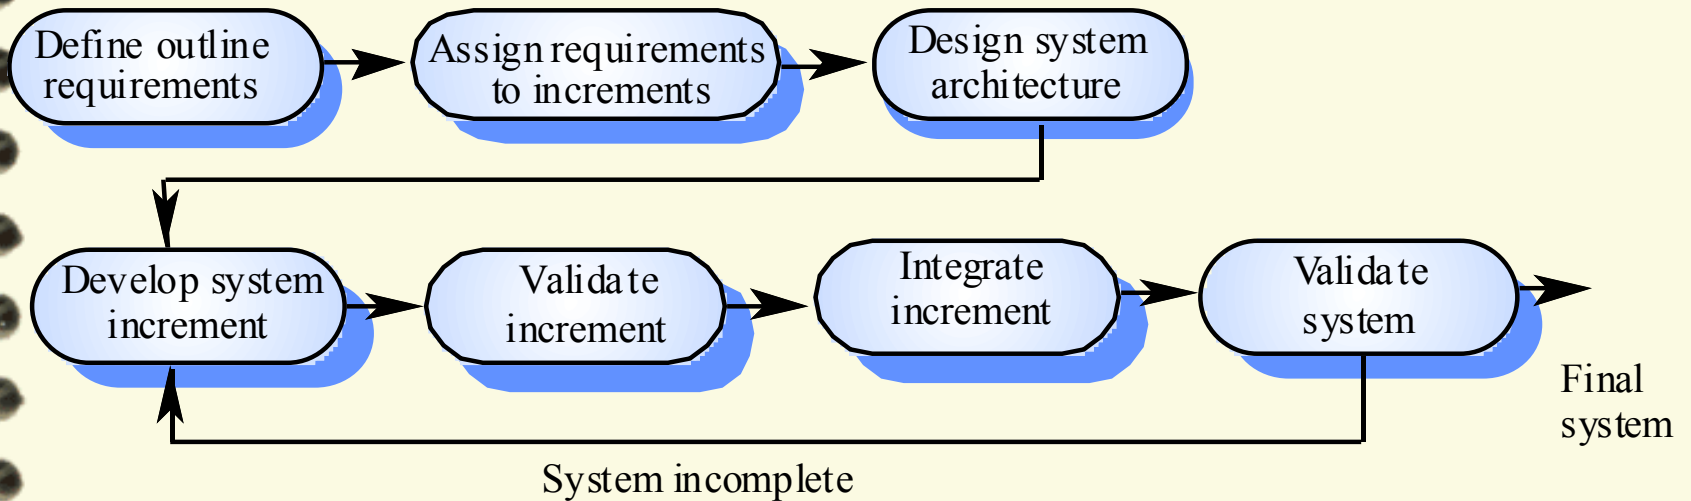 Define outline
requirements
Assign requirements
to increments
Design system
architecture
Develop system
increment
Validate
increment
Integrate
increment
Validate
system
Final
system
System incomplete